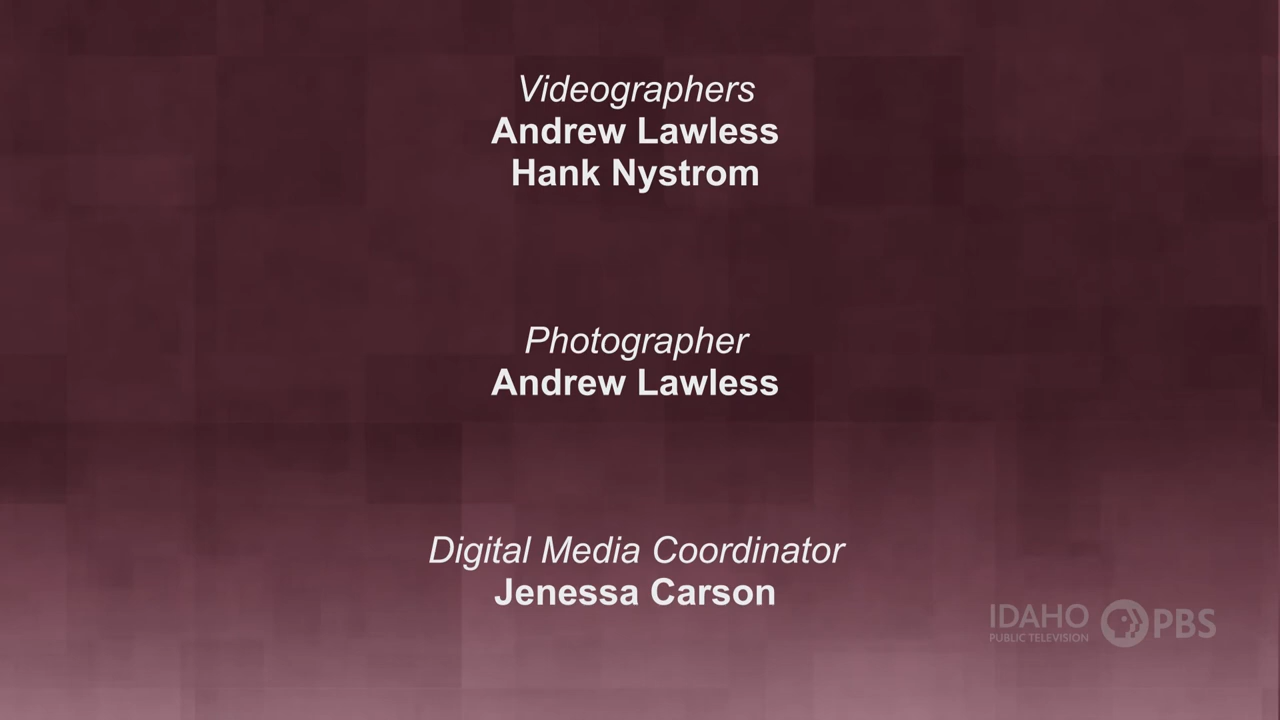 Videographers
Andrew Lawless
Hank Nystrom
Photographer
Andrew Lawless
Digital Media Coordinator
Jenessa Carson
IDAHO
PUBLIC TELEVISION
PBS